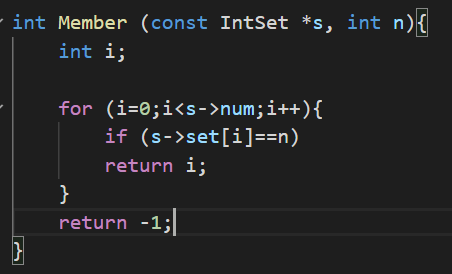 int Member (const IntSet *s, int n){
    int i;
    for (i=0;i<s->num;i++){
        if (s->set[i]==n)
        return i;
    }
    return -1;
}